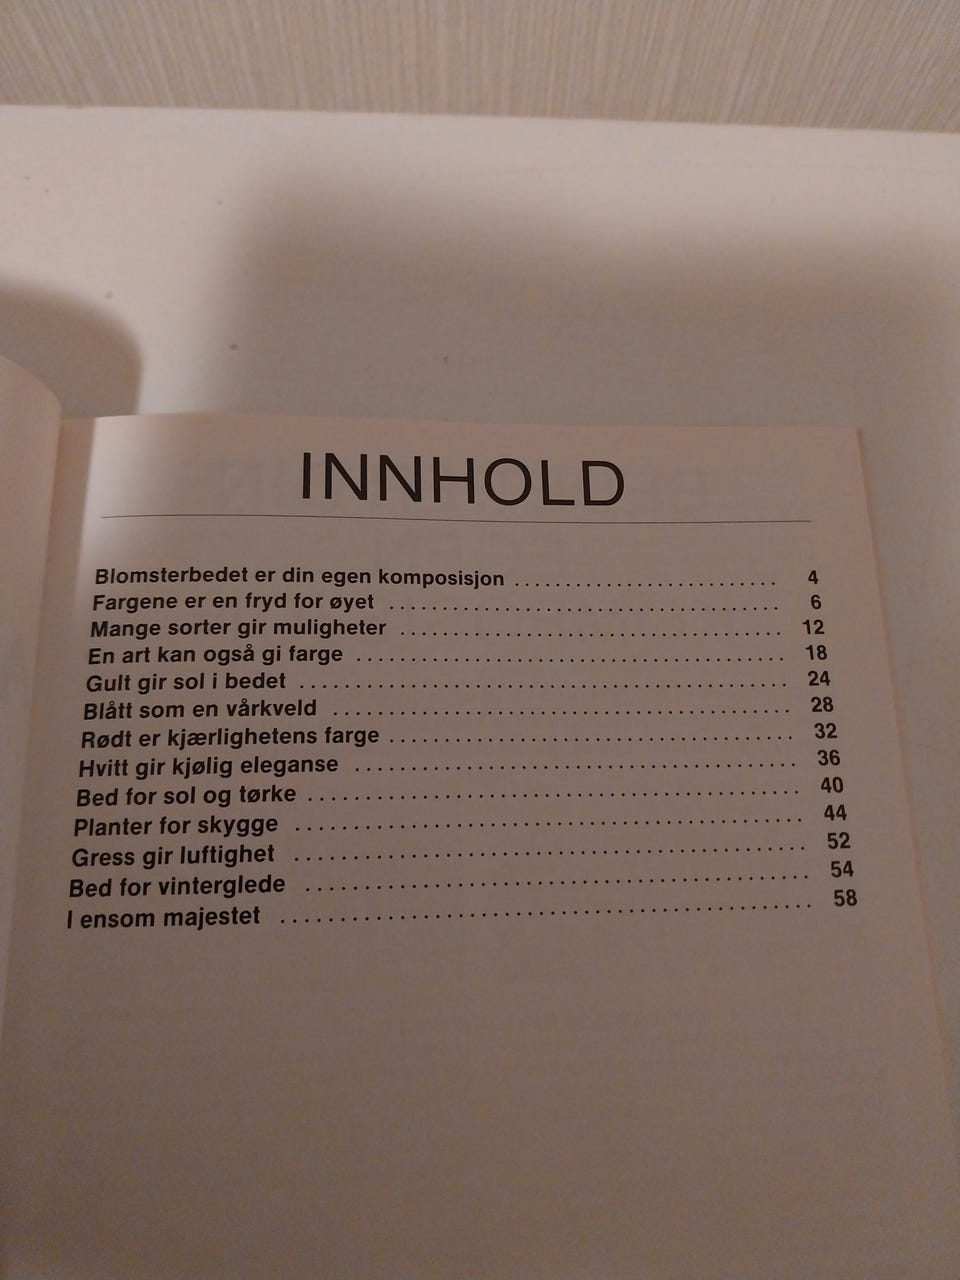 INNHOLD
Blomsterbedet er din egen komposisjon .......................... 4
Fargene er en fryd for øyet ....................................... 6
Mange sorter gir muligheter ...................................... 12
En art kan også gi farge .......................................... 18
Gult gir sol i bedet ................................................ 24
Blått som en vårkveld ............................................. 28
Rødt er kjærlighetens farge ........................................ 32
Hvitt gir kjølig eleganse ........................................... 36
Bed for sol og tørke ................................................ 40
Planter for skygge .................................................. 44
Gress gir luftighet .................................................. 52
Bed for vinterglede ................................................. 54
I ensom majestet .................................................... 58